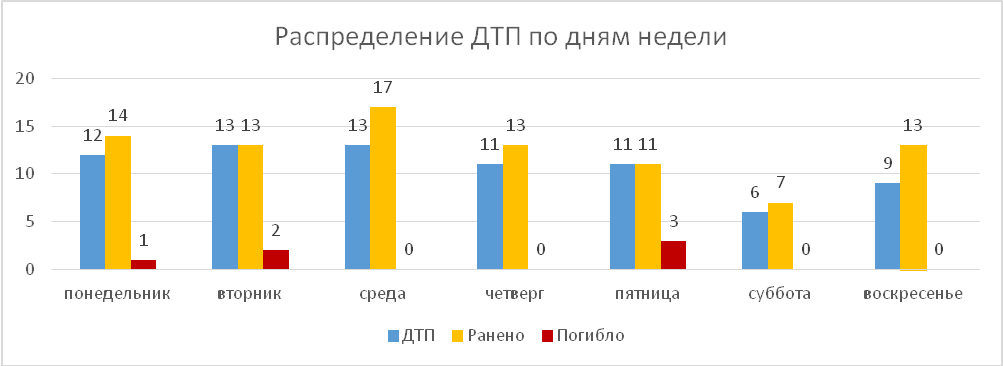 Распределение ДТП по дням недели
20
15
10
5
0
12 14 1
13 13 2
13 17 0
11 13 0
11 11 3
6 7 0
9 13 0
понедельник вторник среда четверг пятница суббота воскресенье
ДТП Ранено Погибло